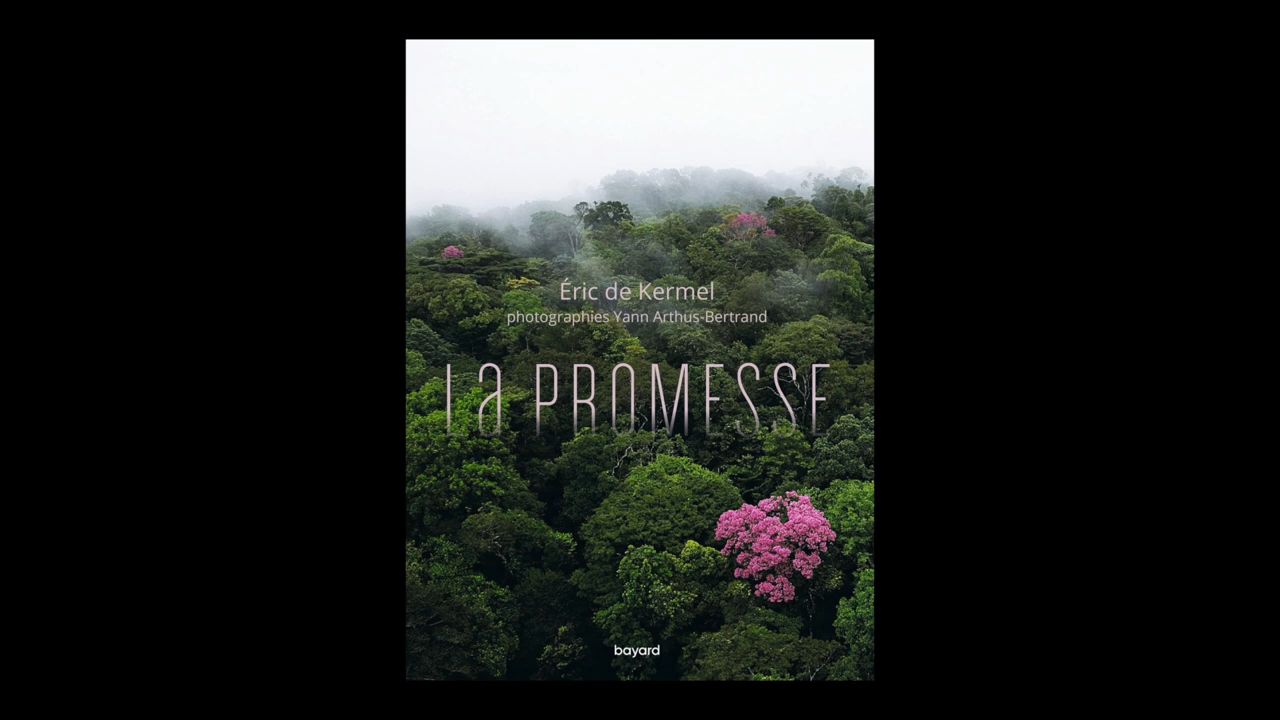 Éric de Kermel
photographies Yann Arthus-Bertrand
La PROMESSE
bayard